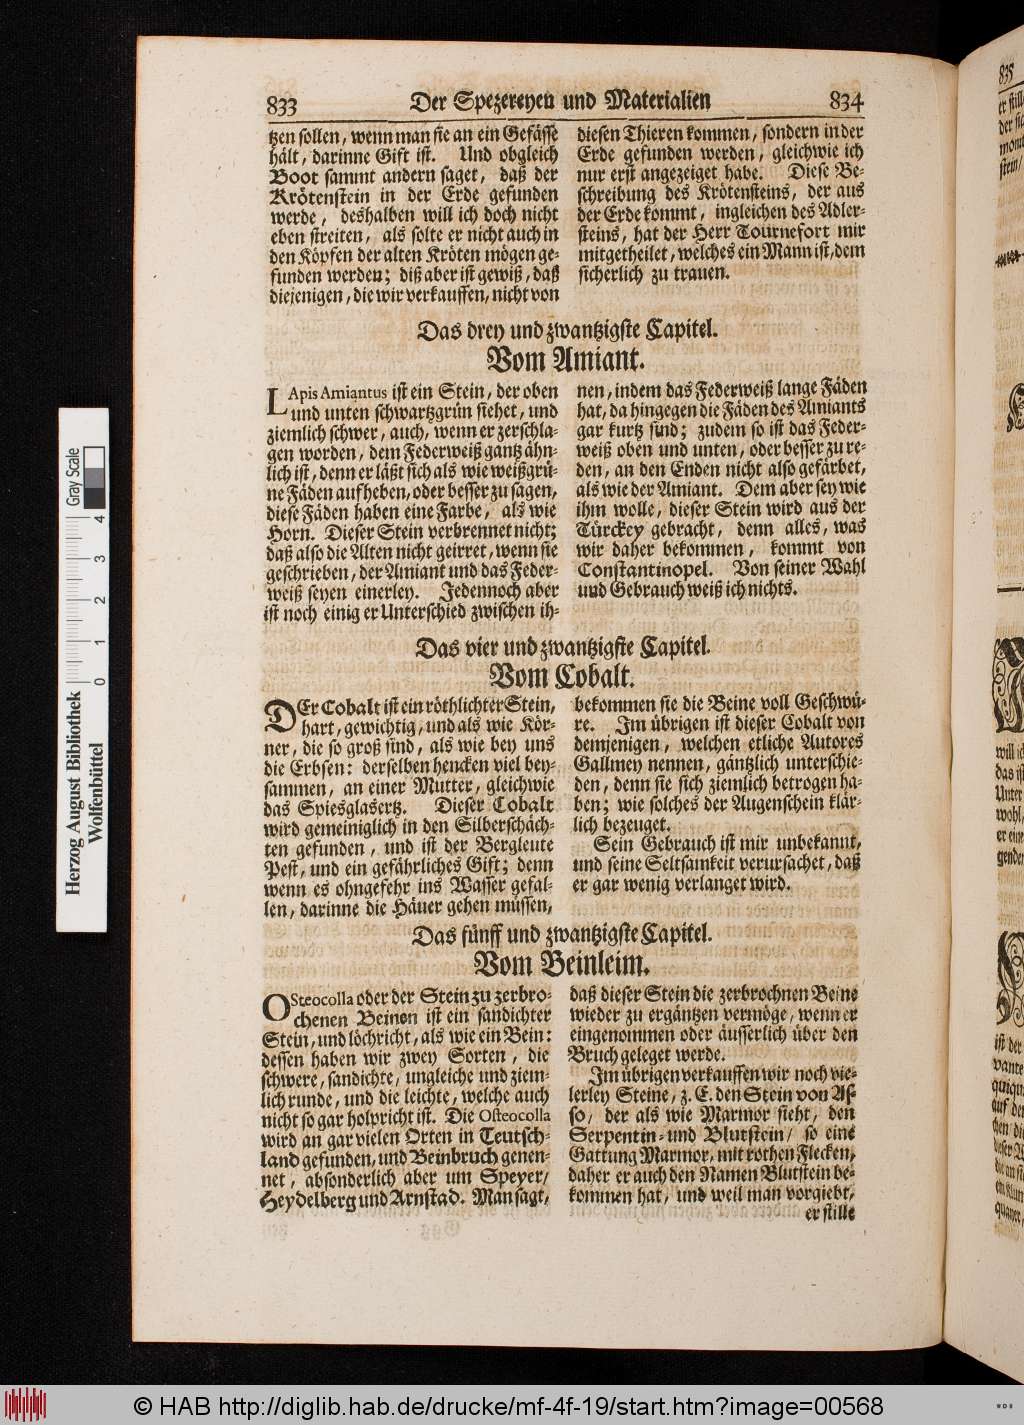 833 Der Spezereyen und Materialien 834
tzen sollen, wenn man sie an ein Gefässe
hält, darinne Gift ist. Und obgleich
Boot sammt andern saget, daß der
Krötenstein in der Erde gefunden
werde, deshalben will ich doch nicht
eben streiten, als solte er nicht auch in
den Köpfen der alten Kröten mögen ge-
funden werden; diß aber ist gewiß, daß
diejenigen, die wir verkauffen, nicht von
diesen Thieren kommen, sondern in der
Erde gefunden werden, gleichwie ich
nur erst angezeiget habe. Diese Be-
schreibung des Krötensteins, der aus
der Erde kommt, ingleichen des Adler-
steins, hat der Herr Tournefort mir
mitgetheilet, welches ein Mann ist, dem
sicherlich zu trauen.
Das drey und zwantzigste Capitel.
Vom Amiant.
LApis Amiantus ist ein Stein, der oben
und unten schwartzgrün siehet, und
ziemlich schwer, auch, wenn er zerschla-
gen worden, dem Federweiß gantz ähn-
lich ist, denn er läßt sich als wie weißgrü-
ne Fäden aufheben, oder besser zu sagen,
diese Fäden haben eine Farbe, als wie
Horn. Dieser Stein verbrennet nicht;
daß also die Alten nicht geirret, wenn sie
geschrieben, der Amiant und das Feder-
weiß seyen einerley. Jedennoch aber
ist noch einiger Unterschied zwischen ih-
nen, indem das Federweiß lange Fäden
hat, da hingegen die Fäden des Amiants
gar kurtz sind; zudem so ist das Feder-
weiß oben und unten, oder besser zu re-
den, an den Enden nicht also gefärbet,
als wie der Amiant. Dem aber sey wie
ihm wolle, dieser Stein wird aus der
Türckey gebracht, denn alles, was
wir daher bekommen, kommt von
Constantinopel. Von seiner Wahl
und Gebrauch weiß ich nichts.
Das vier und zwantzigste Capitel.
Vom Cobalt.
DEr Cobalt ist ein röthlichter Stein,
hart, gewichtig, und als wie Kör-
ner, die so groß sind, als wie bey uns
die Erbsen: derselben hencken viel bey-
sammen, an einer Mutter, gleichwie
das Spiesglasertz. Dieser Cobalt
wird gemeiniglich in den Silberschäch-
ten gefunden, und ist der Bergleute
Pest, und ein gefährliches Gift; denn
wenn es ohngefehr ins Wasser gefal-
len, darinne die Häuer gehen müssen,
bekommen sie die Beine voll Geschwü-
re. Im übrigen ist dieser Cobalt von
demjenigen, welchen etliche Autores
Gallmey nennen, gäntzlich unterschie-
den, denn sie sich ziemlich betrogen ha-
ben; wie solches der Augenschein klär-
lich bezeuget.
Sein Gebrauch ist mir unbekannt,
und seine Seltsamkeit verursachet, daß
er gar wenig verlanget wird.
Das fünff und zwantzigste Capitel.
Vom Beinleim.
OSteocolla oder der Stein zu zerbro-
chenen Beinen ist ein sandichter
Stein, und löchricht, als wie ein Bein:
dessen haben wir zwey Sorten, die
schwere, sandichte, ungleiche und ziem-
lich runde, und die leichte, welche auch
nicht so gar holpricht ist. Die Osteocolla
wird an gar vielen Orten in Teutsch-
land gefunden, und Beinbruch genen-
net, absonderlich aber um Speyer/
Heydelberg und Arnstad. Man sagt,
daß dieser Stein die zerbrochnen Beine
wieder zu ergäntzen vermöge, wenn er
eingenommen oder äusserlich über den
Bruch geleget werde.
Im übrigen verkauffen wir noch vie-
lerley Steine, z. E. den Stein von As-
so, der als wie Marmor sieht, den
Serpentin- und Blutstein/ so eine
Gattung Marmor, mit rothen Flecken,
daher er auch den Namen Blutstein be-
kommen hat, und weil man vorgiebt,
er stille
835
er stille
Herzog August Bibliothek
Wolfenbüttel
0 1 2 3 4
Gray Scale
© HAB http://diglib.hab.de/drucke/mf-4f-19/start.htm?image=00568